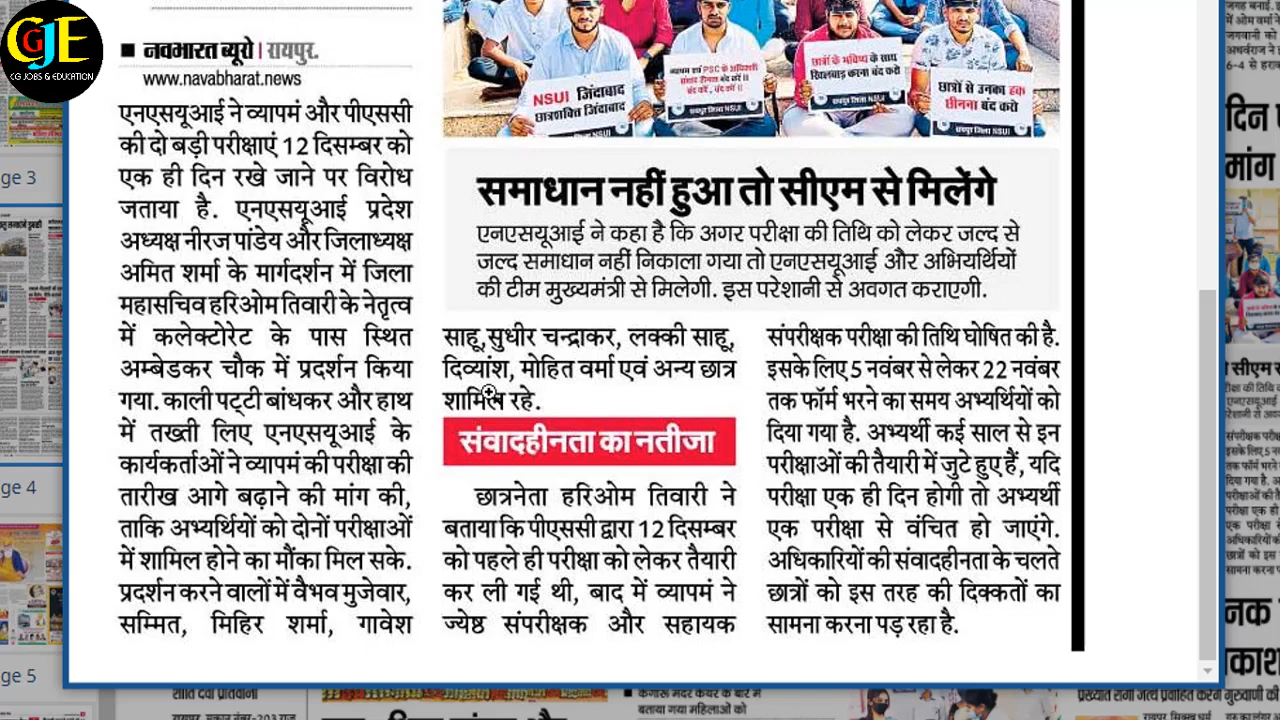 CGJE
CG JOBS & EDUCATION
■ नवभारत ब्यूरो | रायपुर.
www.navabharat.news
एनएसयूआई ने व्यापमं और पीएससी
की दो बड़ी परीक्षाएं 12 दिसम्बर को
एक ही दिन रखे जाने पर विरोध
जताया है. एनएसयूआई प्रदेश
अध्यक्ष नीरज पांडेय और जिलाध्यक्ष
अमित शर्मा के मार्गदर्शन में जिला
महासचिव हरिओम तिवारी के नेतृत्व
में कलेक्टोरेट के पास स्थित
अम्बेडकर चौक में प्रदर्शन किया
गया. काली पट्टी बांधकर और हाथ
में तख्ती लिए एनएसयूआई के
कार्यकर्ताओं ने व्यापमं की परीक्षा की
तारीख आगे बढ़ाने की मांग की,
ताकि अभ्यर्थियों को दोनों परीक्षाओं
में शामिल होने का मौंका मिल सके.
प्रदर्शन करने वालों में वैभव मुजेवार,
सम्मित, मिहिर शर्मा, गावेश
NSUI जिंदाबाद
छात्रशक्ति जिंदाबाद
रायपुर जिला NSUI
छात्रों के भविष्य के साथ
खिलवाड़ करना बंद करो
रायपुर जिला NSUI
छात्रों से उनका हक
छीनना बंद करो
रायपुर जिला NSUI
समाधान नहीं हुआ तो सीएम से मिलेंगे
एनएसयूआई ने कहा है कि अगर परीक्षा की तिथि को लेकर जल्द से
जल्द समाधान नहीं निकाला गया तो एनएसयूआई और अभियर्थियों
की टीम मुख्यमंत्री से मिलेगी. इस परेशानी से अवगत कराएगी.
साहू,सुधीर चन्द्राकर, लक्की साहू,
दिव्यांश, मोहित वर्मा एवं अन्य छात्र
शामिल रहे.
संवादहीनता का नतीजा
छात्रनेता हरिओम तिवारी ने
बताया कि पीएससी द्वारा 12 दिसम्बर
को पहले ही परीक्षा को लेकर तैयारी
कर ली गई थी, बाद में व्यापमं ने
ज्येष्ठ संपरीक्षक और सहायक
संपरीक्षक परीक्षा की तिथि घोषित की है.
इसके लिए 5 नवंबर से लेकर 22 नवंबर
तक फॉर्म भरने का समय अभ्यर्थियों को
दिया गया है. अभ्यर्थी कई साल से इन
परीक्षाओं की तैयारी में जुटे हुए हैं, यदि
परीक्षा एक ही दिन होगी तो अभ्यर्थी
एक परीक्षा से वंचित हो जाएंगे.
अधिकारियों की संवादहीनता के चलते
छात्रों को इस तरह की दिक्कतों का
सामना करना पड़ रहा है.
ge 3
ge 4
ge 5
दिन
मांग